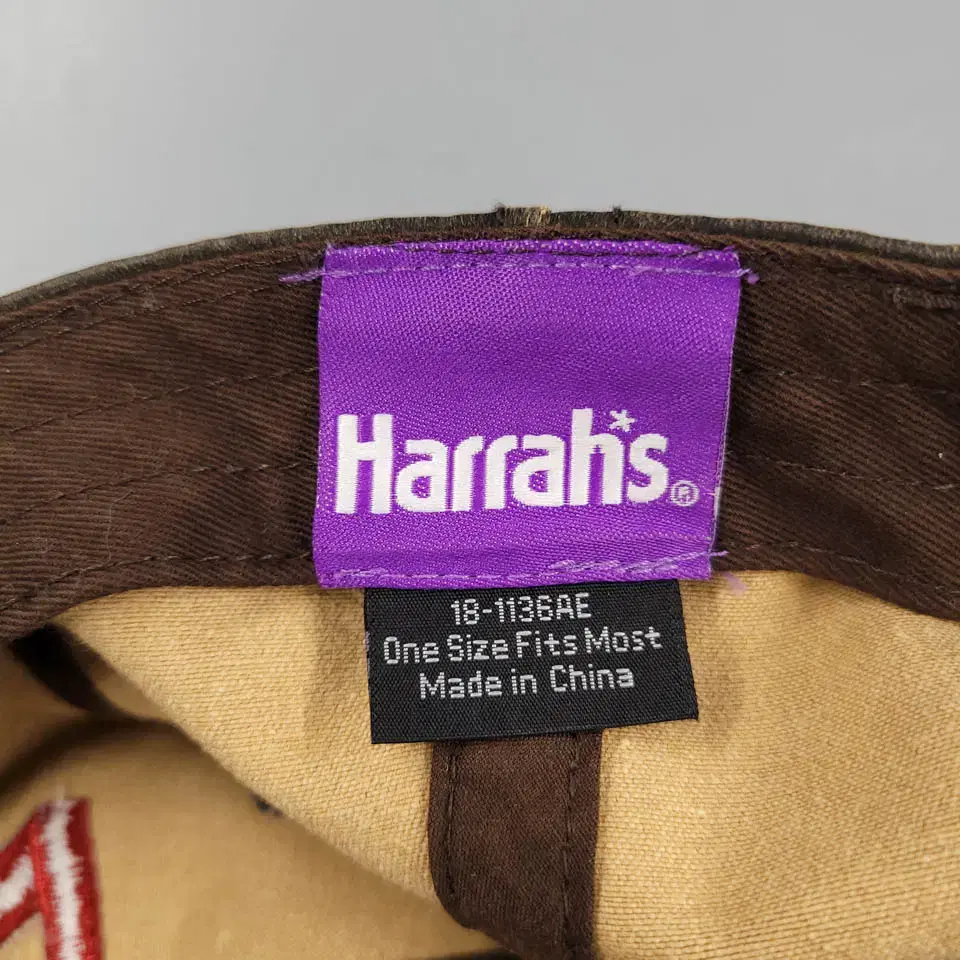 Harrah's®
18-1136AE
One Size Fits Most
Made in China